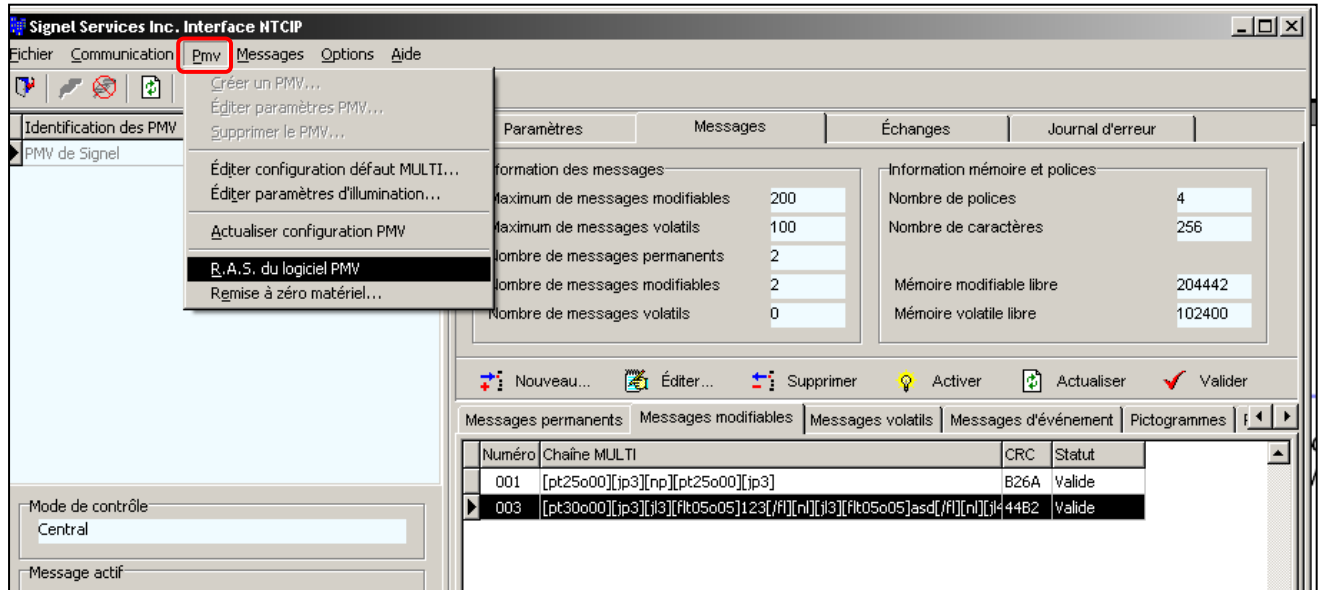 Signel Services Inc. Interface NTCIP
Fichier Communication Pmv Messages Options Aide
Créer un PMV...
Éditer paramètres PMV...
Supprimer le PMV...
Éditer configuration défaut MULTI...
Éditer paramètres d'illumination...
Actualiser configuration PMV
R.A.S. du logiciel PMV
Remise à zéro matériel...
Identification des PMV
PMV de Signel
Mode de contrôle
Central
Message actif
Paramètres Messages Échanges Journal d'erreur
formation des messages
Maximum de messages modifiables 200
Maximum de messages volatils 100
Nombre de messages permanents 2
Nombre de messages modifiables 2
Nombre de messages volatils 0
Information mémoire et polices
Nombre de polices 4
Nombre de caractères 256
Mémoire modifiable libre 204442
Mémoire volatile libre 102400
Nouveau... Éditer... Supprimer Activer Actualiser Valider
Messages permanents Messages modifiables Messages volatils Messages d'événement Pictogrammes
Numéro Chaîne MULTI CRC Statut
001 [pt25o00][jp3][np][pt25o00][jp3] B26A Valide
003 [pt30o00][jp3][jl3][flt05o05]123[/fl][nl][jl3][flt05o05]asd[/fl][nl][jl4 44B2 Valide